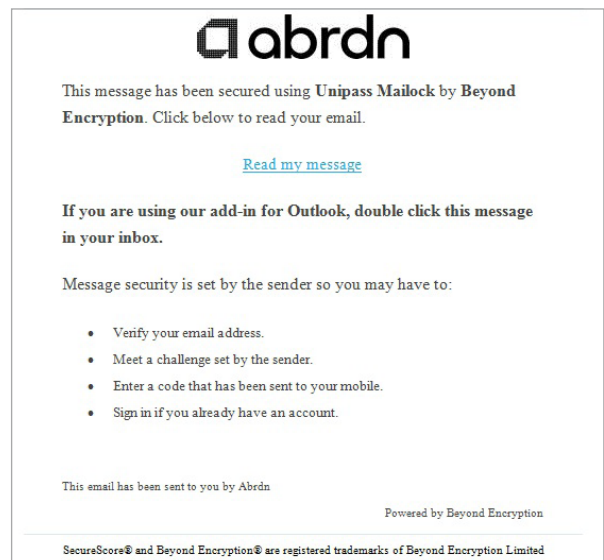 abrdn
This message has been secured using Unipass Mailock by Beyond
Encryption. Click below to read your email.
Read my message
If you are using our add-in for Outlook, double click this message
in your inbox.
Message security is set by the sender so you may have to:
• Verify your email address.
• Meet a challenge set by the sender.
• Enter a code that has been sent to your mobile.
• Sign in if you already have an account.
This email has been sent to you by Abrdn
Powered by Beyond Encryption
SecureScore® and Beyond Encryption® are registered trademarks of Beyond Encryption Limited